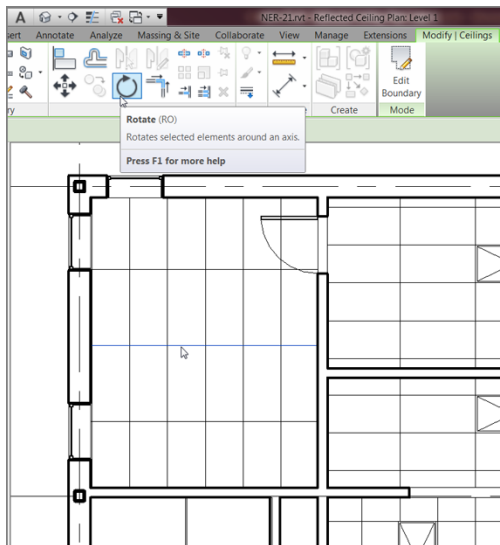 NER-21.rvt - Reflected Ceiling Plan: Level 1
Annotate Analyze Massing & Site Collaborate View Manage Extensions Modify | Ceilings
Edit
Boundary
Create Mode
Rotate (RO)
Rotates selected elements around an axis.
Press F1 for more help